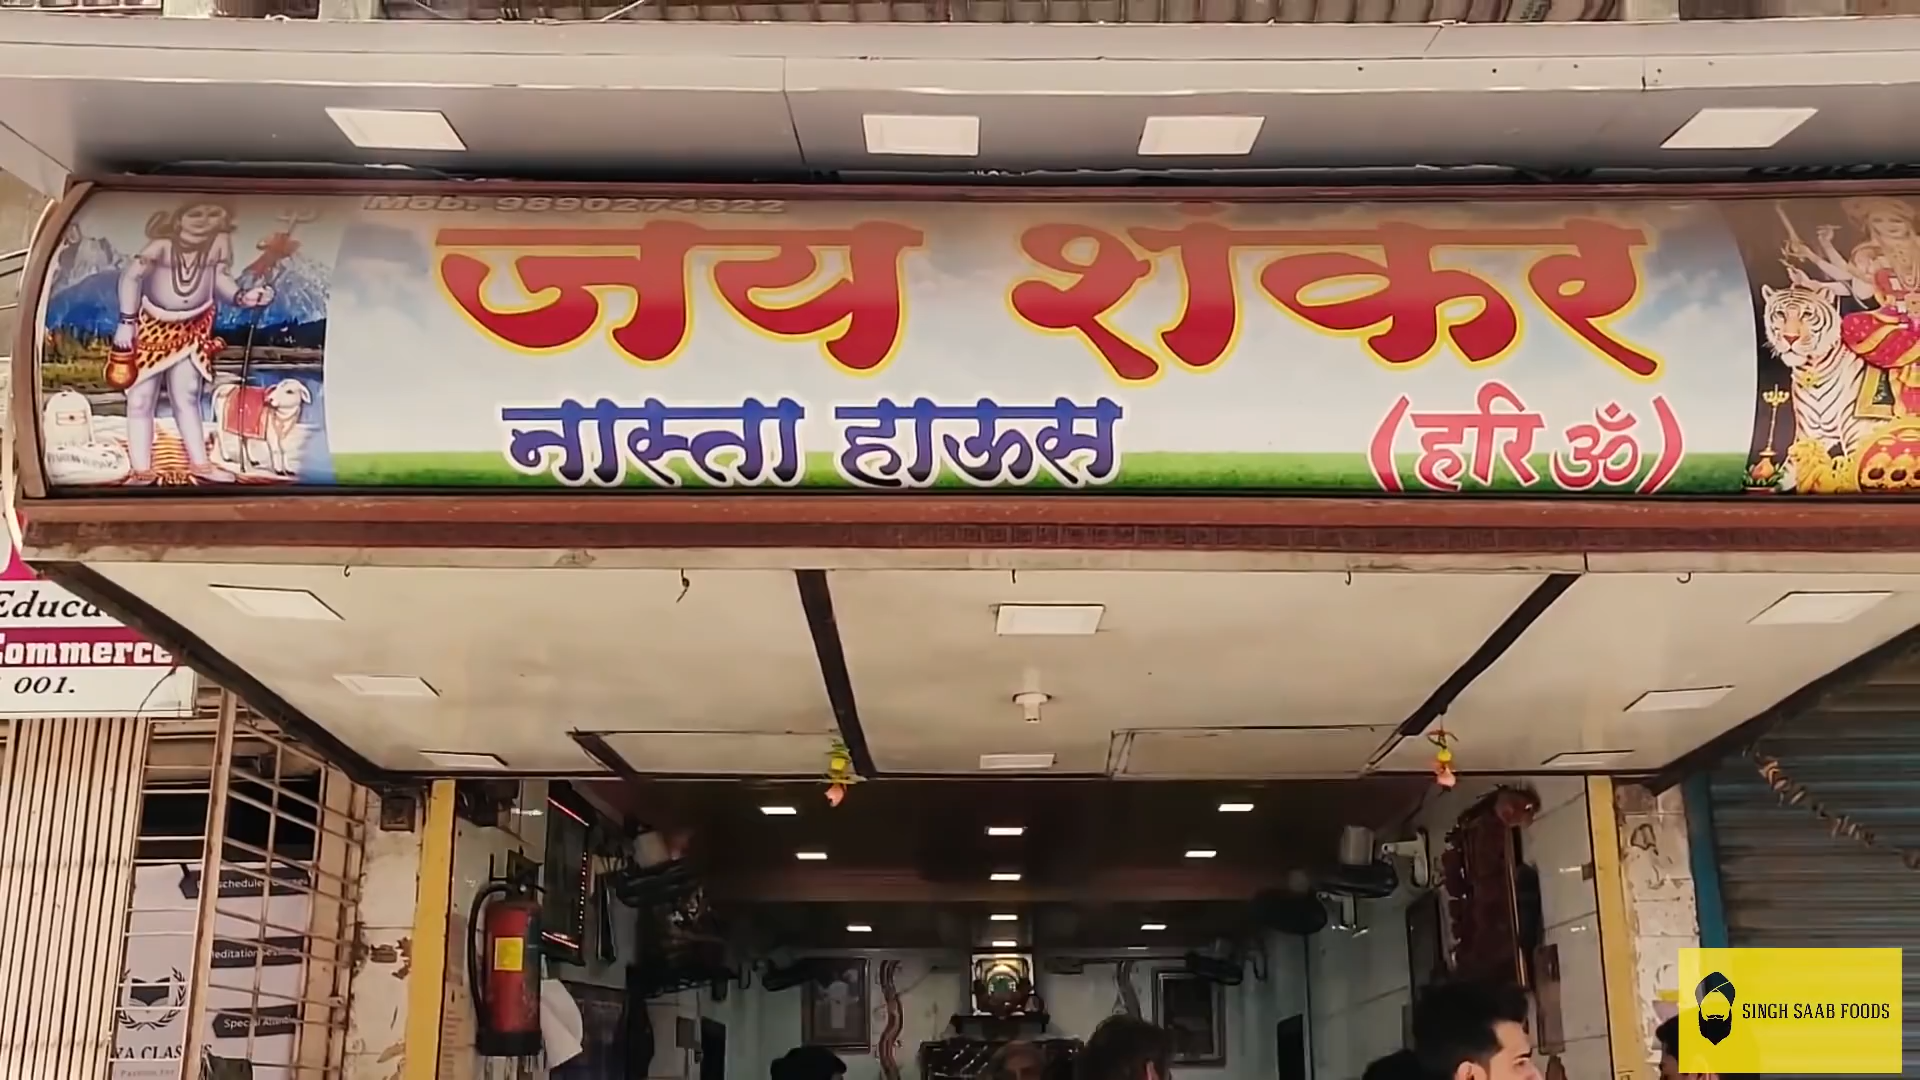 Mob. 9890274322
जय शंकर
नास्ता हाऊस (हरि ॐ)
Commerce
001.
SINGH SAAB FOODS